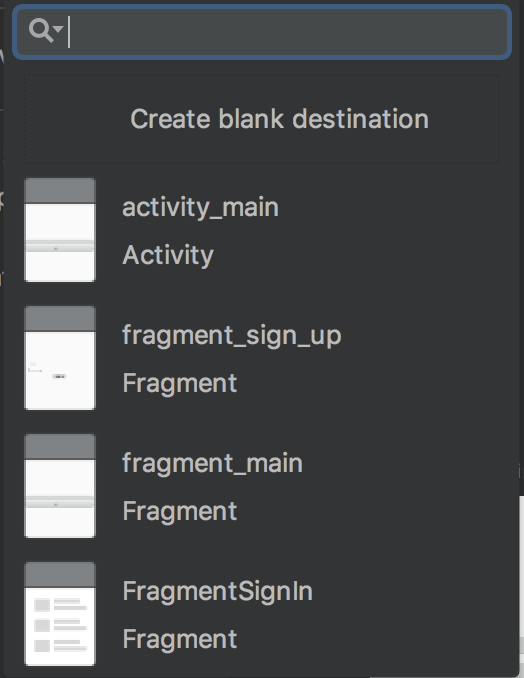 Create blank destination
activity_main
Activity
fragment_sign_up
Fragment
fragment_main
Fragment
FragmentSignIn
Fragment